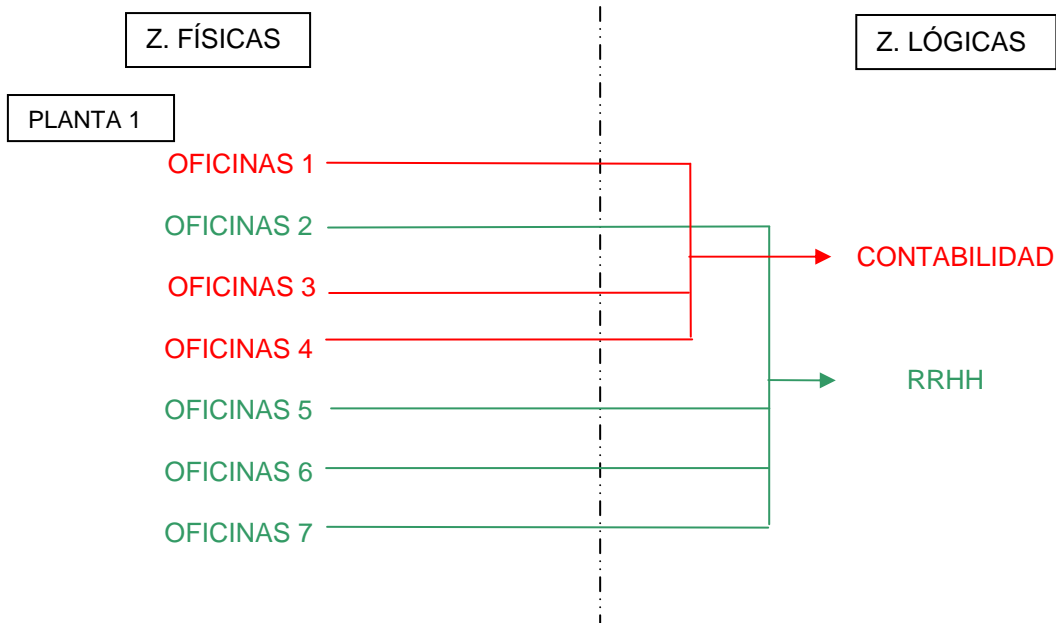 Z. FÍSICAS
Z. LÓGICAS
PLANTA 1
OFICINAS 1
OFICINAS 2
OFICINAS 3
OFICINAS 4
OFICINAS 5
OFICINAS 6
OFICINAS 7
CONTABILIDAD
RRHH